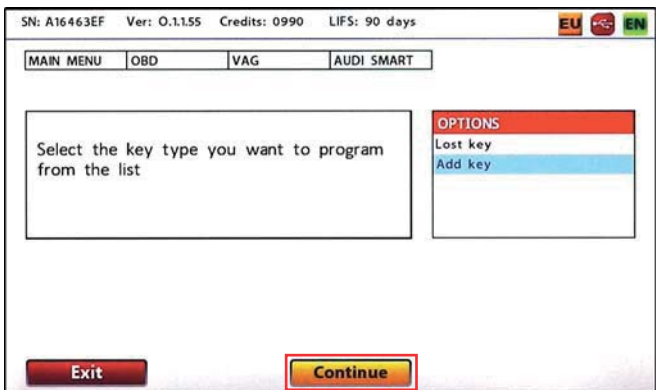 SN: A16463EF Ver: 0.1.1.55 Credits: 0990 LIFS: 90 days EU EN
MAIN MENU OBD VAG AUDI SMART
Select the key type you want to program
from the list
OPTIONS
Lost key
Add key
Exit Continue